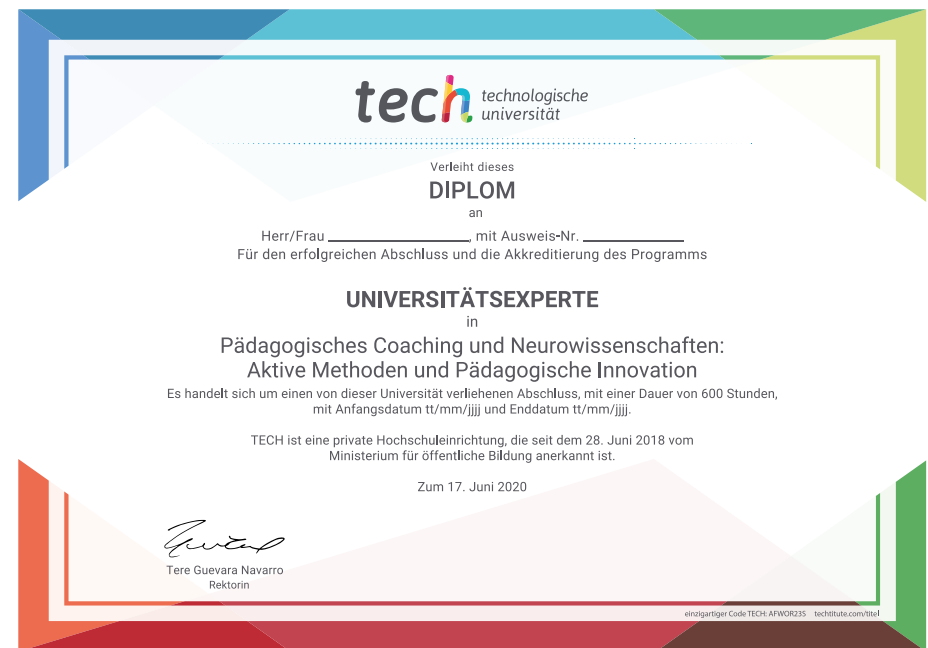 tech technologische
universität
Verleiht dieses
DIPLOM
an
Herr/Frau ____________________, mit Ausweis-Nr. ______________
Für den erfolgreichen Abschluss und die Akkreditierung des Programms
UNIVERSITÄTSEXPERTE
in
Pädagogisches Coaching und Neurowissenschaften:
Aktive Methoden und Pädagogische Innovation
Es handelt sich um einen von dieser Universität verliehenen Abschluss, mit einer Dauer von 600 Stunden,
mit Anfangsdatum tt/mm/jjjj und Enddatum tt/mm/jjjj.
TECH ist eine private Hochschuleinrichtung, die seit dem 28. Juni 2018 vom
Ministerium für öffentliche Bildung anerkannt ist.
Zum 17. Juni 2020
Tere Guevara Navarro
Rektorin
einzigartiger Code TECH: AFWOR23S techtitute.com/titel